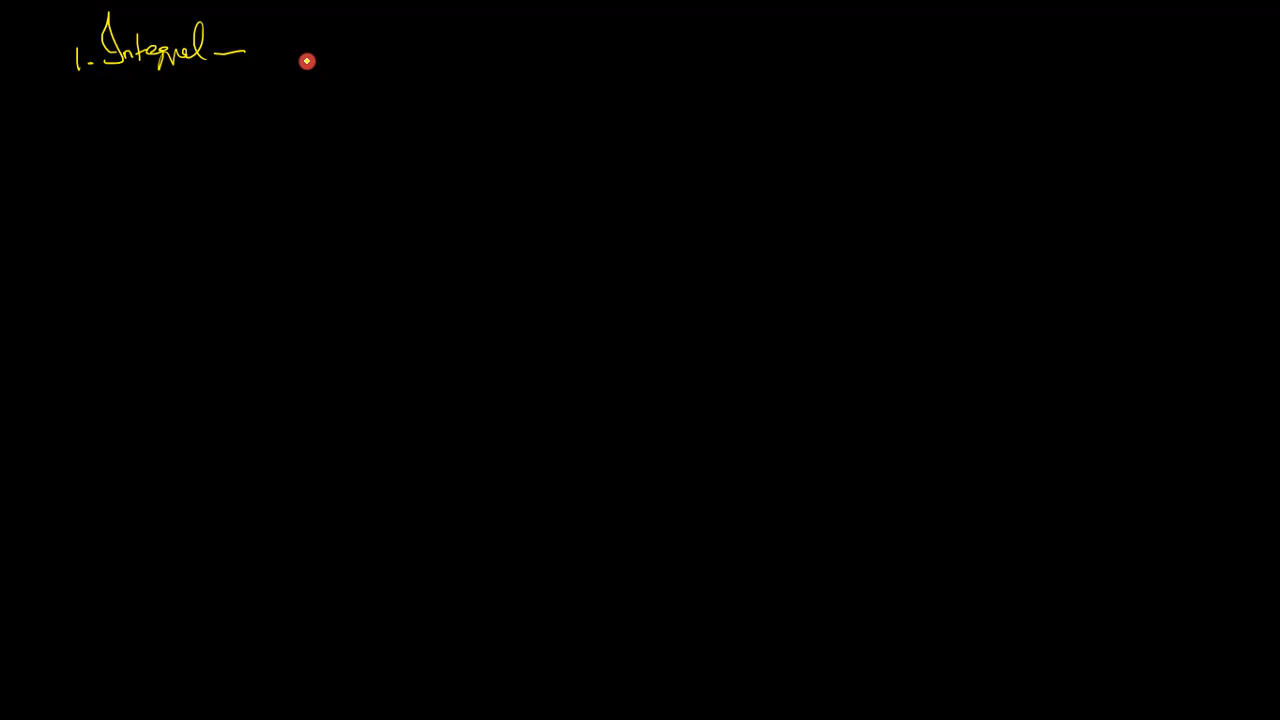 1. Integral —